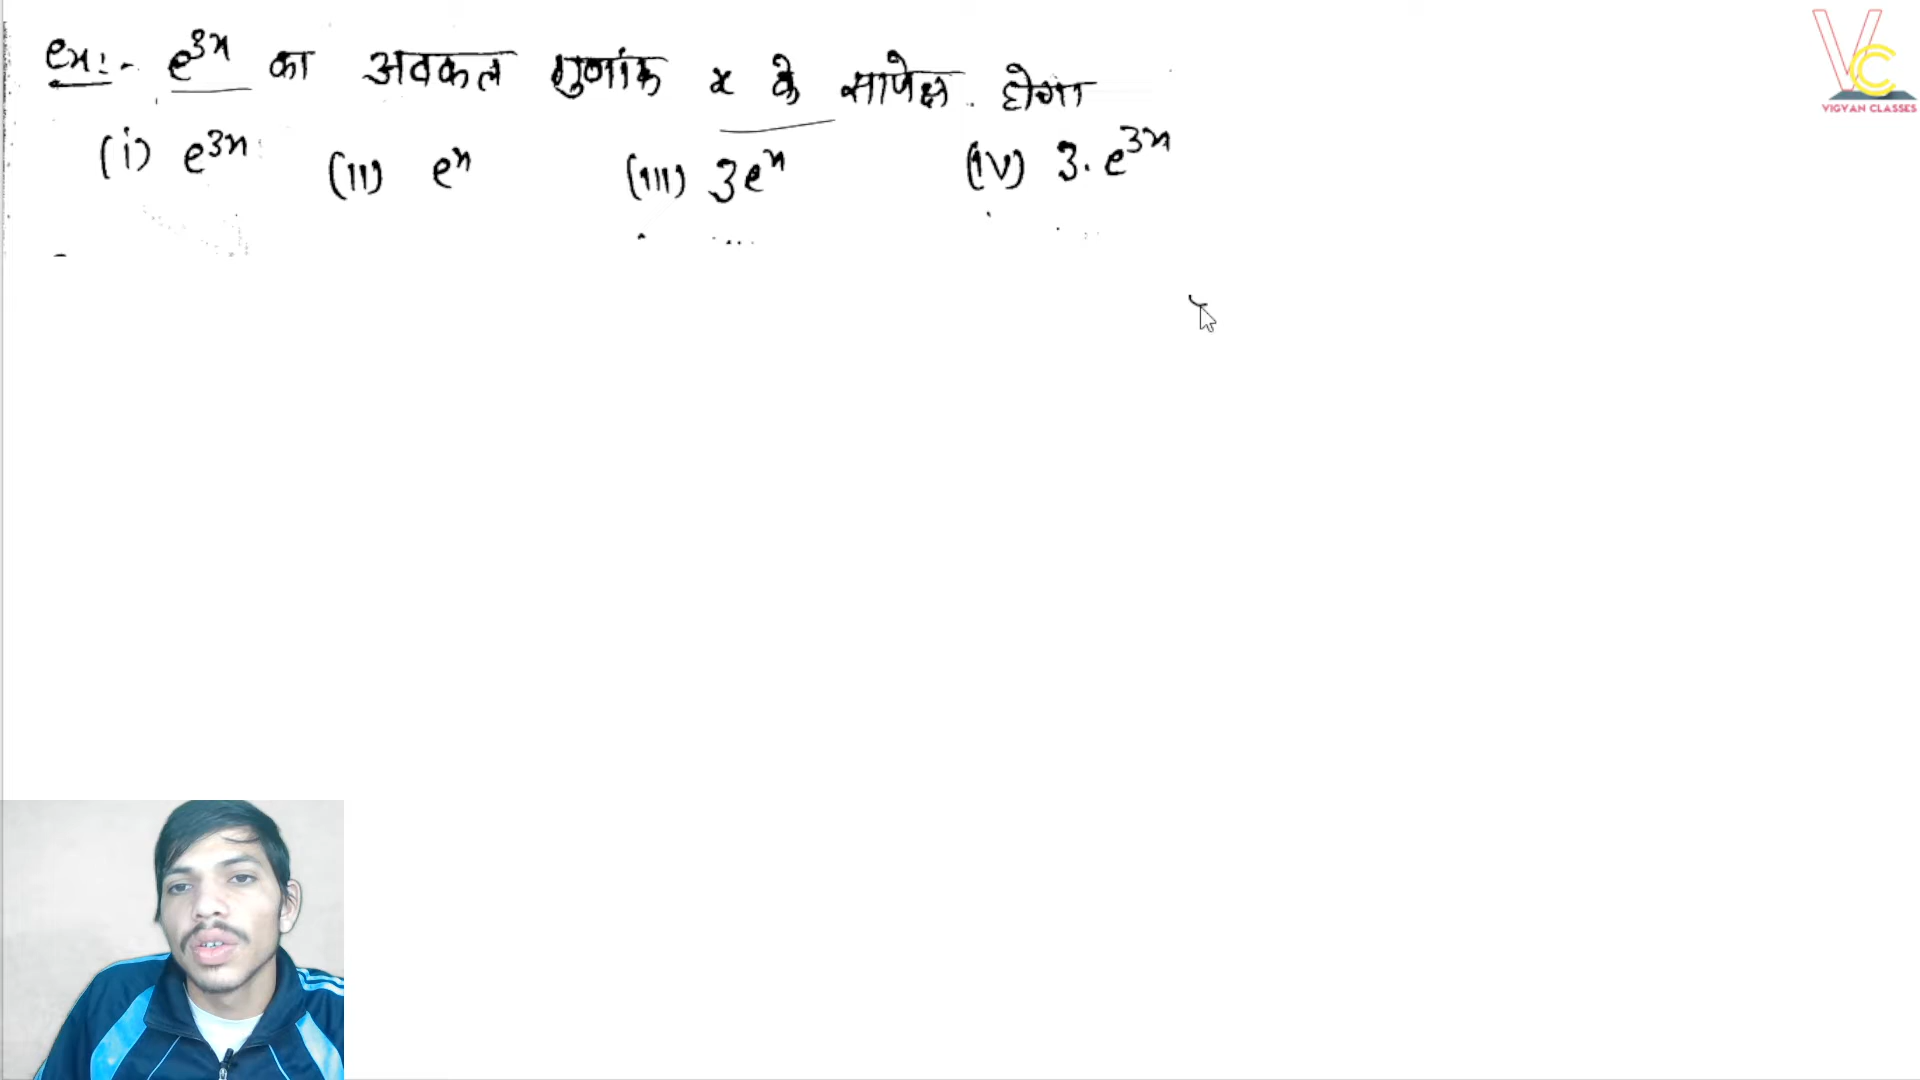 ex:- e^3x का अवकल गुणांक x के सापेक्ष होगा
(i) e^3x (ii) e^x (iii) 3e^x (iv) 3.e^3x
VIGYAN CLASSES